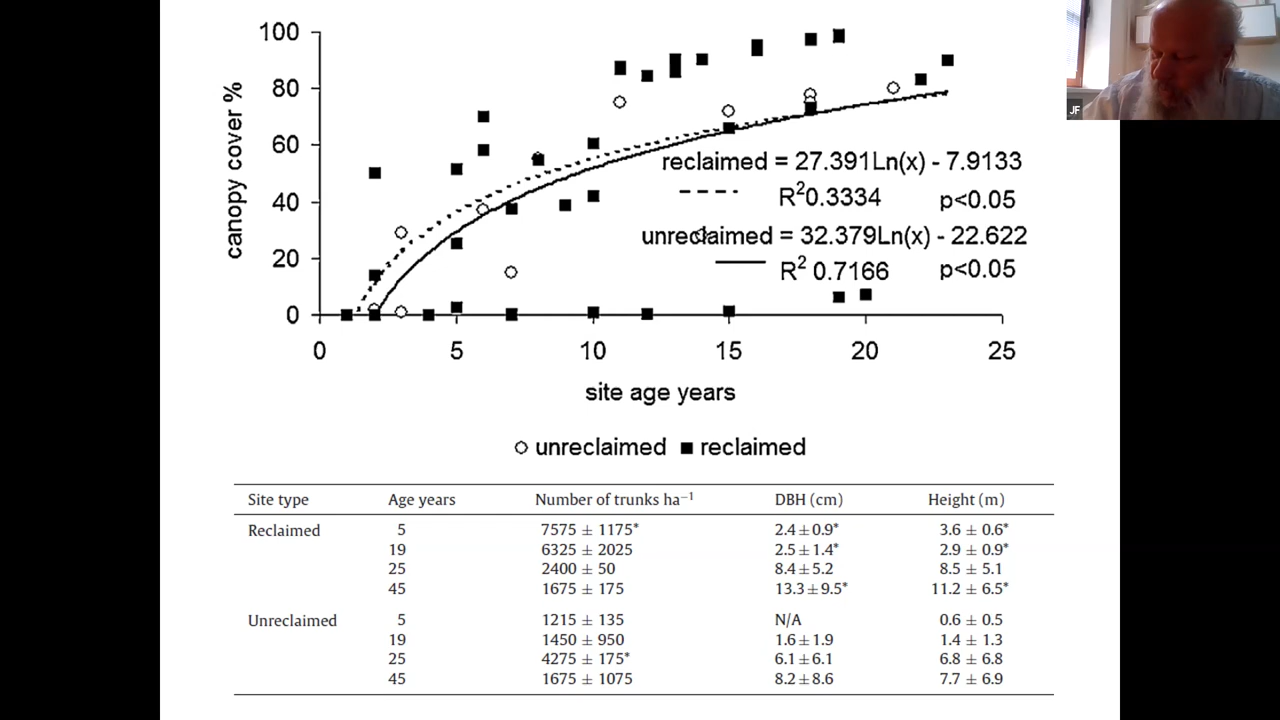 100
80
60
40
20
0
canopy cover %
reclaimed = 27.391Ln(x) - 7.9133
R²0.3334 p<0.05
unreclaimed = 32.379Ln(x) - 22.622
R² 0.7166 p<0.05
0 5 10 15 20 25
site age years
unreclaimed reclaimed
JF
Site type Age years Number of trunks ha⁻¹ DBH (cm) Height (m)
Reclaimed 5 7575 ± 1175* 2.4±0.9* 3.6 ± 0.6*
19 6325 ± 2025 2.5±1.4* 2.9 ± 0.9*
25 2400 ± 50 8.4±5.2 8.5 ± 5.1
45 1675 ± 175 13.3±9.5* 11.2 ± 6.5*
Unreclaimed 5 1215 ± 135 N/A 0.6 ± 0.5
19 1450 ± 950 1.6±1.9 1.4 ± 1.3
25 4275 ± 175* 6.1±6.1 6.8 ± 6.8
45 1675 ± 1075 8.2±8.6 7.7 ± 6.9